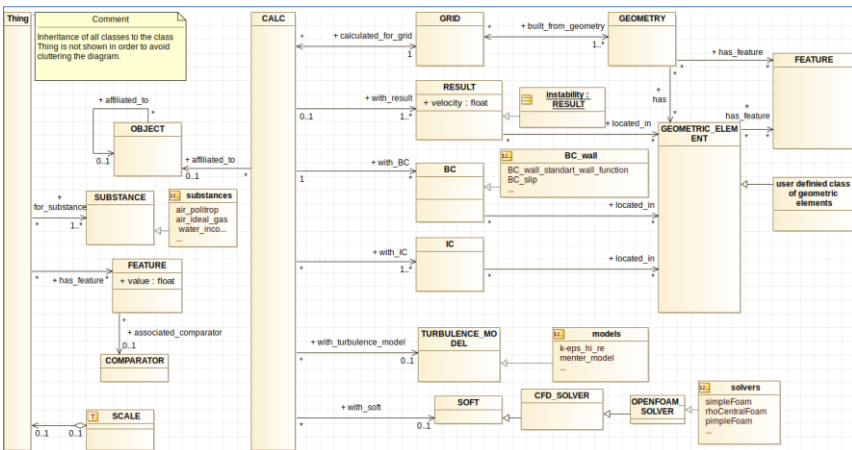 Thing
Comment
Inheritance of all classes to the class
Thing is not shown in order to avoid
cluttering the diagram.
+ affiliated_to
0..1
*
OBJECT
+ affiliated_to
0..1
*
+
for_substance
*
1..*
SUBSTANCE
substances
air_politrop
air_ideal_gas
water_inco...
...
+ has_feature
*
*
FEATURE
+ value : float
*
+ associated_comparator
0..1
COMPARATOR
SCALE
0..1
0..1
CALC
*
+ calculated_for_grid
1
GRID
*
+ built_from_geometry
1..*
GEOMETRY
+ has_feature
*
*
FEATURE
*
+
has
*
+ with_result
0..1
1..*
RESULT
+ velocity : float
instability :
RESULT
+ located_in
*
*
GEOMETRIC_ELEM
ENT
+
has_feature
*
*
+ with_BC
1
*
BC
BC_wall
BC_wall_standart_wall_function
BC_slip
...
+ located_in
*
*
user definied class
of geometric
elements
+ with_IC
*
1..*
IC
+ located_in
*
*
+ with_turbulence_model
*
0..1
TURBULENCE_MO
DEL
models
k-eps_hi_re
menter_model
...
+ with_soft
*
0..1
SOFT
CFD_SOLVER
OPENFOAM_
SOLVER
solvers
simpleFoam
rhoCentralFoam
pimpleFoam
...